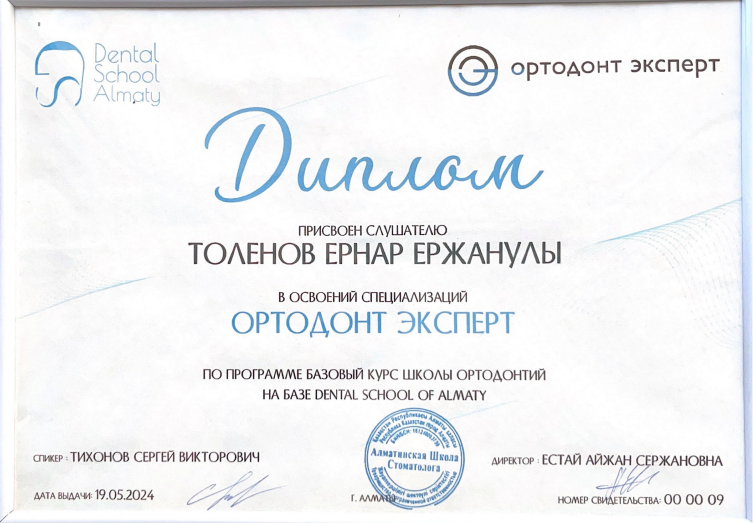 Dental
School
Almaty
ортодонт эксперт
Диплом
ПРИСВОЕН СЛУШАТЕЛЮ
ТОЛЕНОВ ЕРНАР ЕРЖАНУЛЫ
В ОСВОЕНИЙ СПЕЦИАЛИЗАЦИЙ
ОРТОДОНТ ЭКСПЕРТ
ПО ПРОГРАММЕ БАЗОВЫЙ КУРС ШКОЛЫ ОРТОДОНТИЙ
НА БАЗЕ DENTAL SCHOOL OF ALMATY
Алматинская Школа
Стоматолога
СПИКЕР : ТИХОНОВ СЕРГЕЙ ВИКТОРОВИЧ
ДИРЕКТОР : ЕСТАЙ АЙЖАН СЕРЖАНОВНА
ДАТА ВЫДАЧИ: 19.05.2024
Г. АЛМАТЫ
НОМЕР СВИДЕТЕЛЬСТВА: 00 00 09